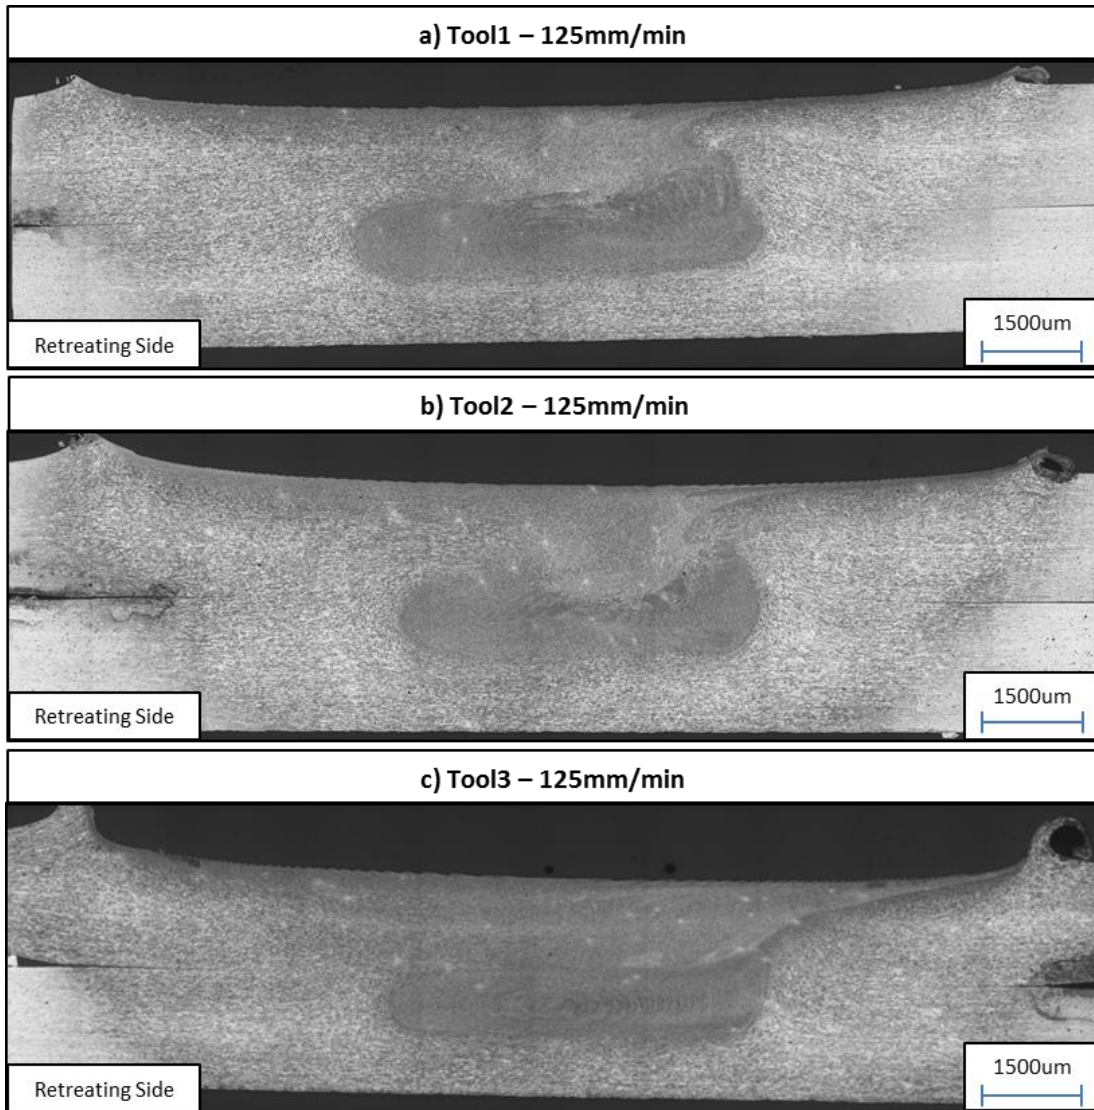 a) Tool1 – 125mm/min
Retreating Side
1500um
b) Tool2 – 125mm/min
Retreating Side
1500um
c) Tool3 – 125mm/min
Retreating Side
1500um